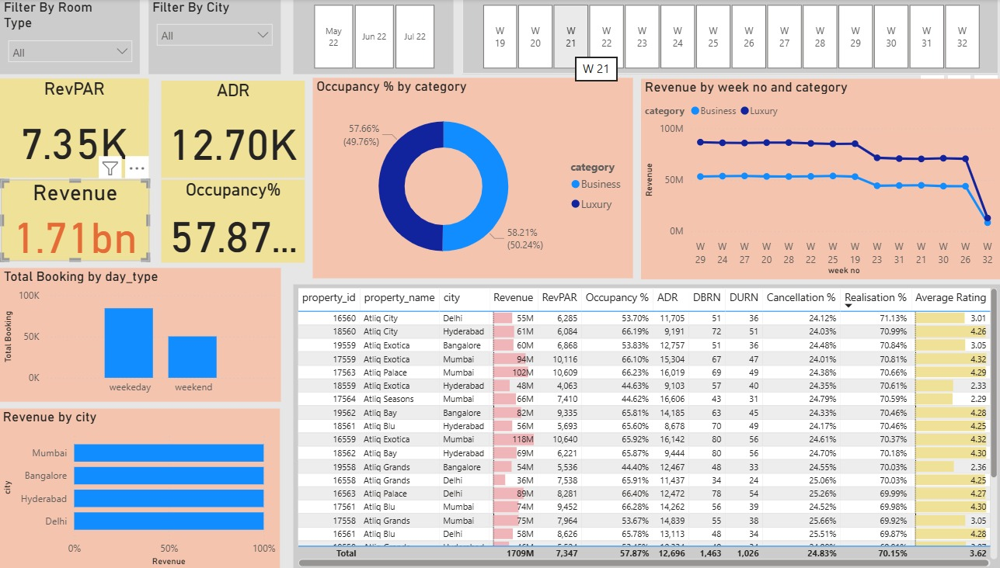 Filter By Room
Type
All
Filter By City
All
May
22
Jun 22
Jul 22
W
19
W
20
W
21
W
22
W
23
W
24
W
25
W
26
W
27
W
28
W
29
W
30
W
31
W
32
W 21
RevPAR
7.35K
ADR
12.70K
Revenue
1.71bn
Occupancy%
57.87...
Occupancy % by category
57.66%
(49.76%)
58.21%
(50.24%)
category
Business
Luxury
Revenue by week no and category
category Business Luxury
100M
50M
0M
Revenue
W
29
W
24
W
27
W
20
W
28
W
22
W
25
W
19
W
23
W
31
W
21
W
30
W
26
W
32
week no
Total Booking by day_type
100K
50K
0K
Total Booking
weekeday
weekend
Revenue by city
city
Mumbai
Bangalore
Hyderabad
Delhi
0% 50% 100%
Revenue
property_id property_name city Revenue RevPAR Occupancy % ADR DBRN DURN Cancellation % Realisation % Average Rating
16560 Atliq City Delhi 55M 6,285 53.70% 11,705 51 36 24.12% 71.13% 3.01
18560 Atliq City Hyderabad 61M 6,084 66.19% 9,191 72 51 24.03% 70.99% 4.26
19559 Atliq Exotica Bangalore 60M 6,868 53.83% 12,757 51 36 24.48% 70.84% 3.05
17559 Atliq Exotica Mumbai 94M 10,116 66.10% 15,304 67 47 24.01% 70.81% 4.32
17563 Atliq Palace Mumbai 102M 10,609 66.23% 16,019 69 49 24.38% 70.66% 4.29
18559 Atliq Exotica Hyderabad 48M 4,063 44.63% 9,103 57 40 24.35% 70.61% 2.33
17564 Atliq Seasons Mumbai 66M 7,410 44.62% 16,606 43 31 24.79% 70.59% 2.29
19562 Atliq Bay Bangalore 82M 9,335 65.81% 14,185 63 45 24.33% 70.46% 4.28
18561 Atliq Blu Hyderabad 56M 5,693 65.60% 8,678 70 49 24.17% 70.46% 4.25
16559 Atliq Exotica Mumbai 118M 10,640 65.92% 16,142 80 56 24.61% 70.37% 4.32
18562 Atliq Bay Hyderabad 69M 6,221 65.87% 9,444 80 56 24.70% 70.18% 4.30
19558 Atliq Grands Bangalore 54M 5,536 44.40% 12,467 48 33 24.55% 70.03% 2.36
16558 Atliq Grands Delhi 36M 7,538 65.91% 11,437 34 24 25.06% 70.03% 4.25
16563 Atliq Palace Delhi 89M 8,281 66.40% 12,472 78 54 25.26% 69.99% 4.27
17561 Atliq Blu Mumbai 74M 9,452 66.28% 14,262 56 39 24.52% 69.98% 4.30
17558 Atliq Grands Mumbai 75M 7,964 53.67% 14,839 55 38 25.66% 69.92% 3.05
16561 Atliq Blu Delhi 58M 8,626 65.78% 13,113 48 34 25.51% 69.87% 4.28
Total 1709M 7,347 57.87% 12,696 1,463 1,026 24.83% 70.15% 3.62